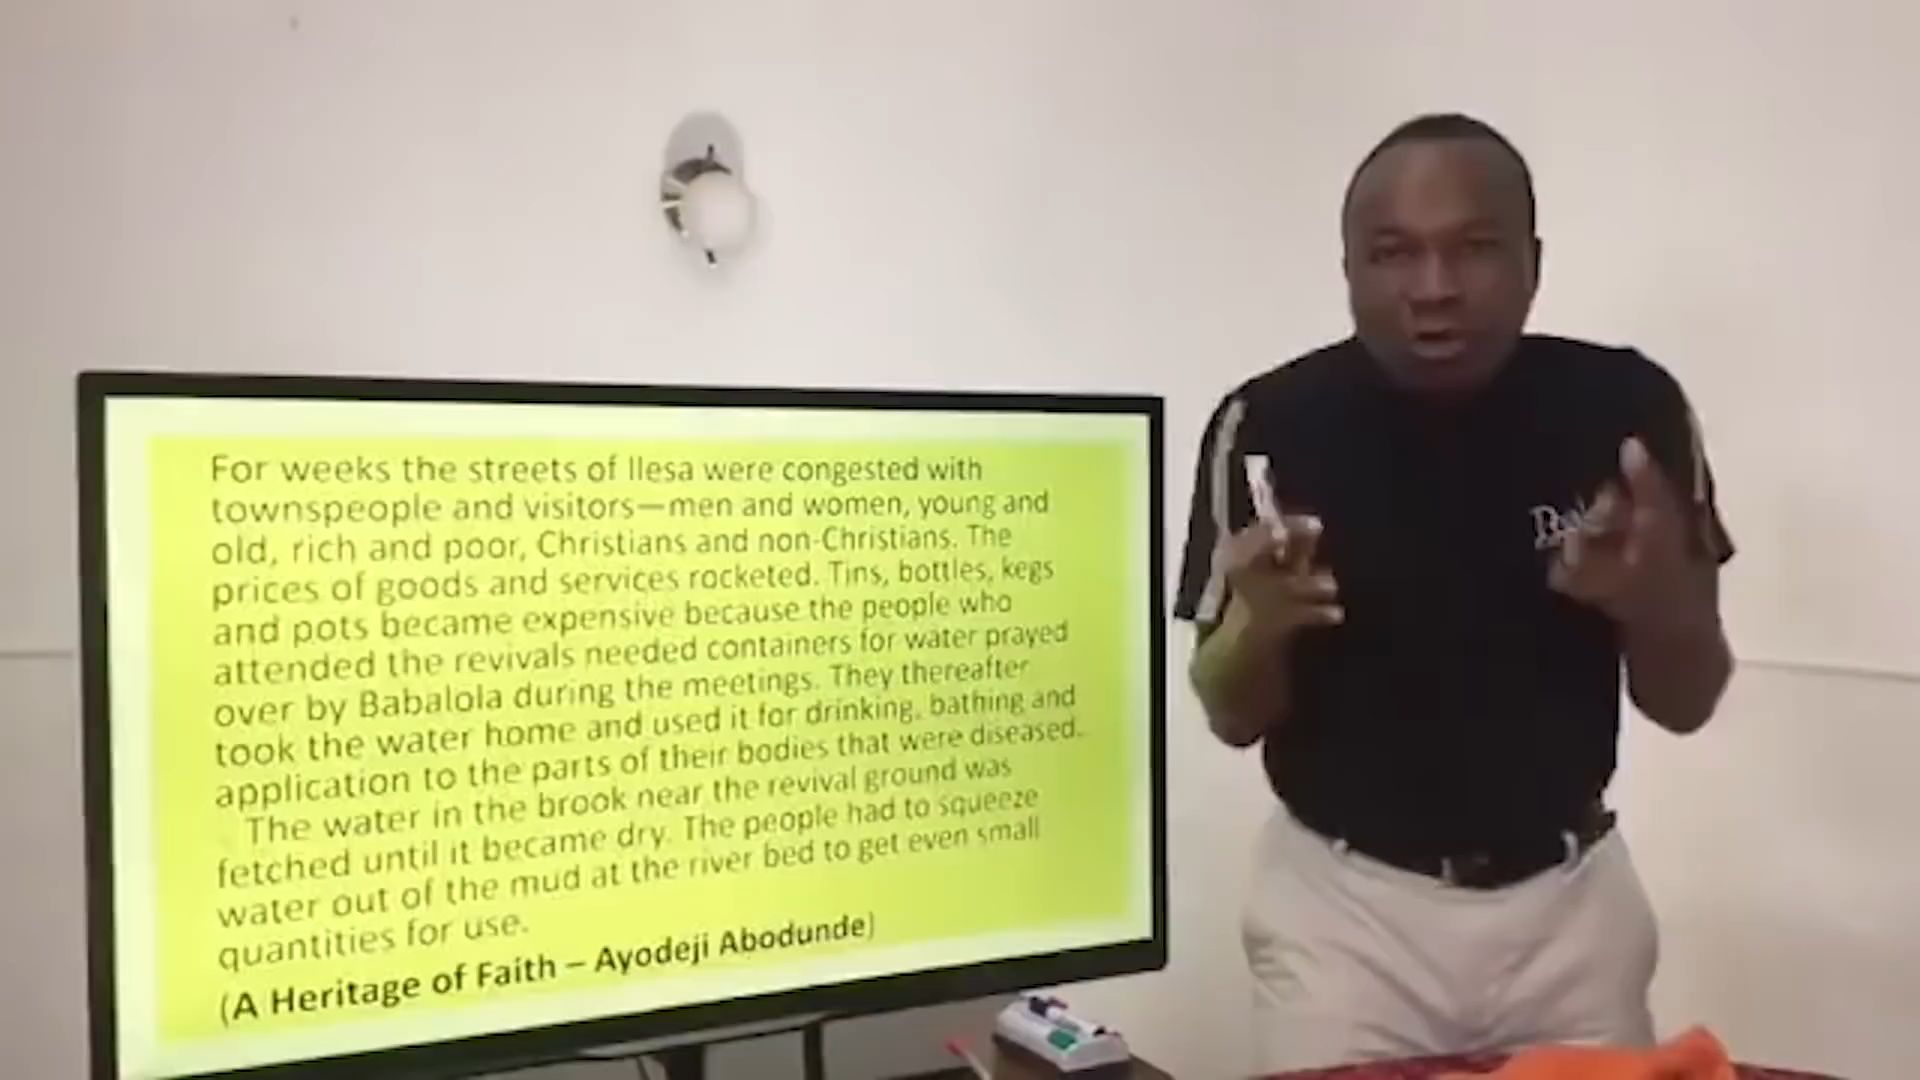 For weeks the streets of Ilesa were congested with
townspeople and visitors—men and women, young and
old, rich and poor, Christians and non-Christians. The
prices of goods and services rocketed. Tins, bottles, kegs
and pots became expensive because the people who
attended the revivals needed containers for water prayed
over by Babalola during the meetings. They thereafter
took the water home and used it for drinking, bathing and
application to the parts of their bodies that were diseased.
The water in the brook near the revival ground was
fetched until it became dry. The people had to squeeze
water out of the mud at the river bed to get even small
quantities for use.
(A Heritage of Faith – Ayodeji Abodunde)